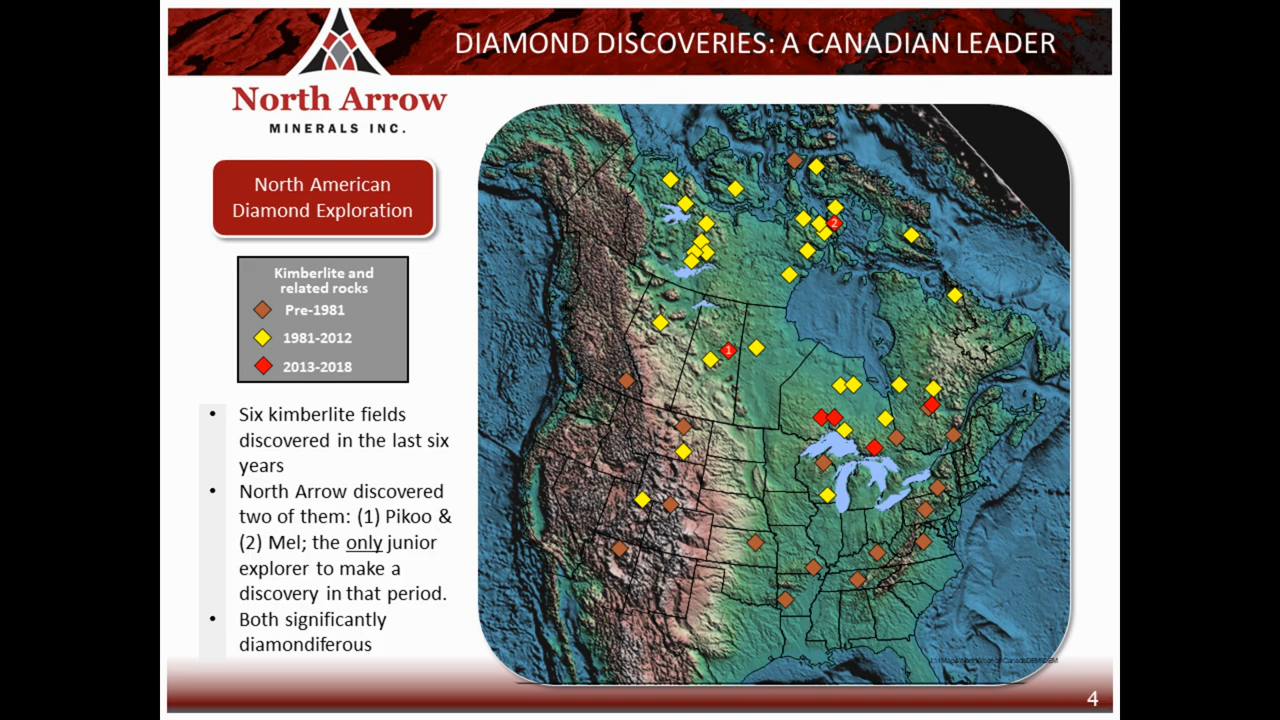 DIAMOND DISCOVERIES: A CANADIAN LEADER
North Arrow
MINERALS INC.
North American
Diamond Exploration
Kimberlite and
related rocks
Pre-1981
1981-2012
2013-2018
• Six kimberlite fields
discovered in the last six
years
• North Arrow discovered
two of them: (1) Pikoo &
(2) Mel; the only junior
explorer to make a
discovery in that period.
• Both significantly
diamondiferous
2
1
4